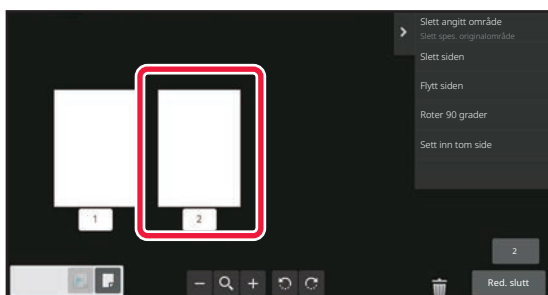 Slett angitt område
Slett spes. originalområde
Slett siden
Flytt siden
Roter 90 grader
Sett inn tom side
1
2
2
Red. slutt